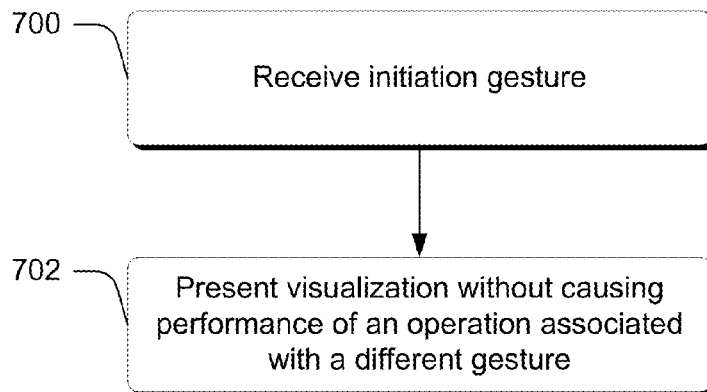 700
Receive initiation gesture
702
Present visualization without causing
performance of an operation associated
with a different gesture